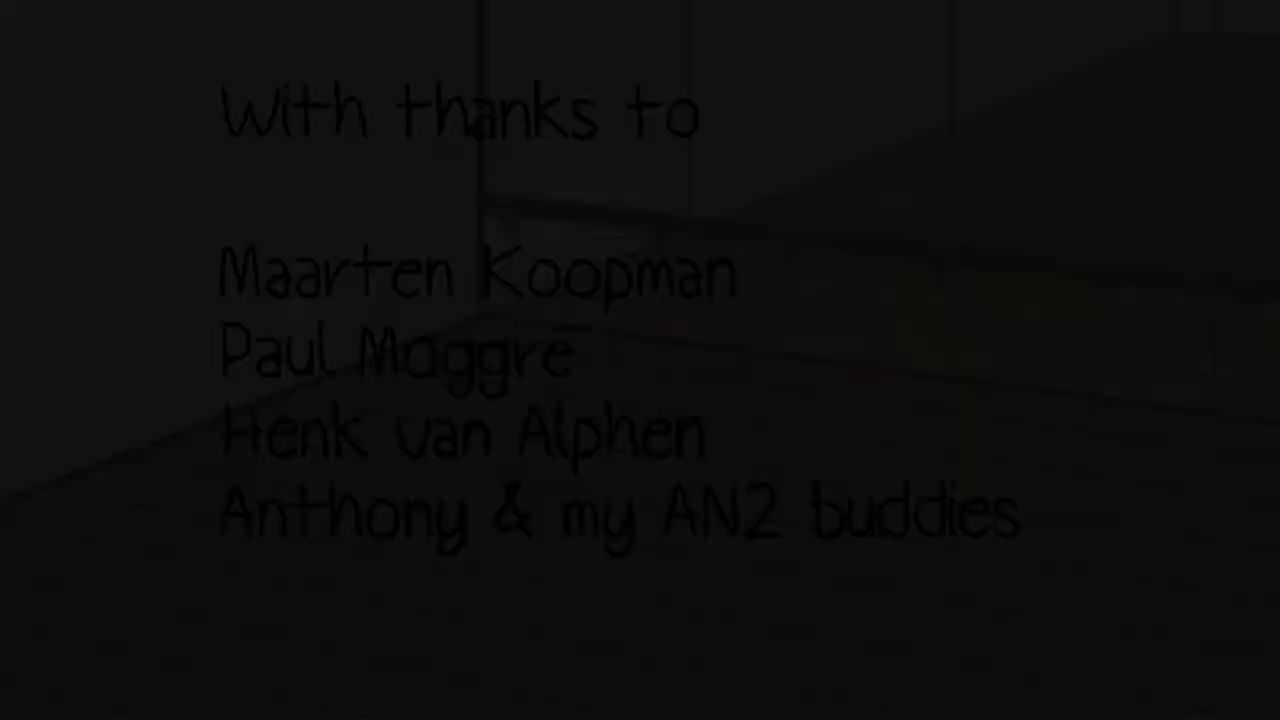 With thanks to
Maarten Koopman
Paul Moggre
Henk van Alphen
Anthony & my AN2 buddies